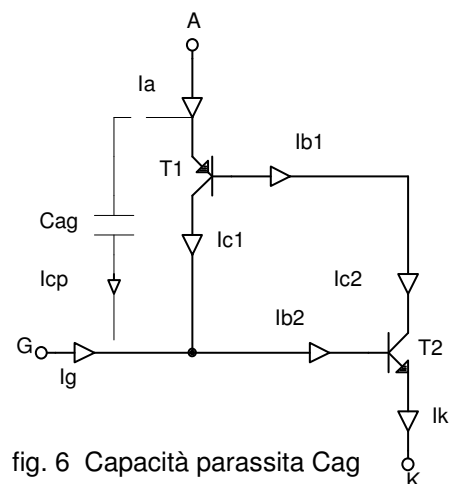 A
Ia
Ib1
T1
Cag
Ic1
Icp
Ic2
Ib2
G
T2
Ig
Ik
fig. 6 Capacità parassita Cag
K